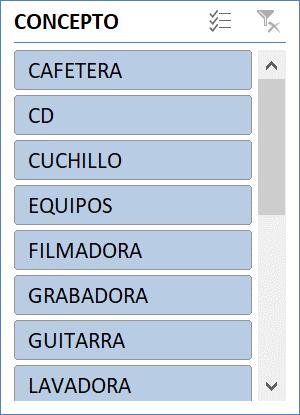 CONCEPTO
CAFETERA
CD
CUCHILLO
EQUIPOS
FILMADORA
GRABADORA
GUITARRA
LAVADORA